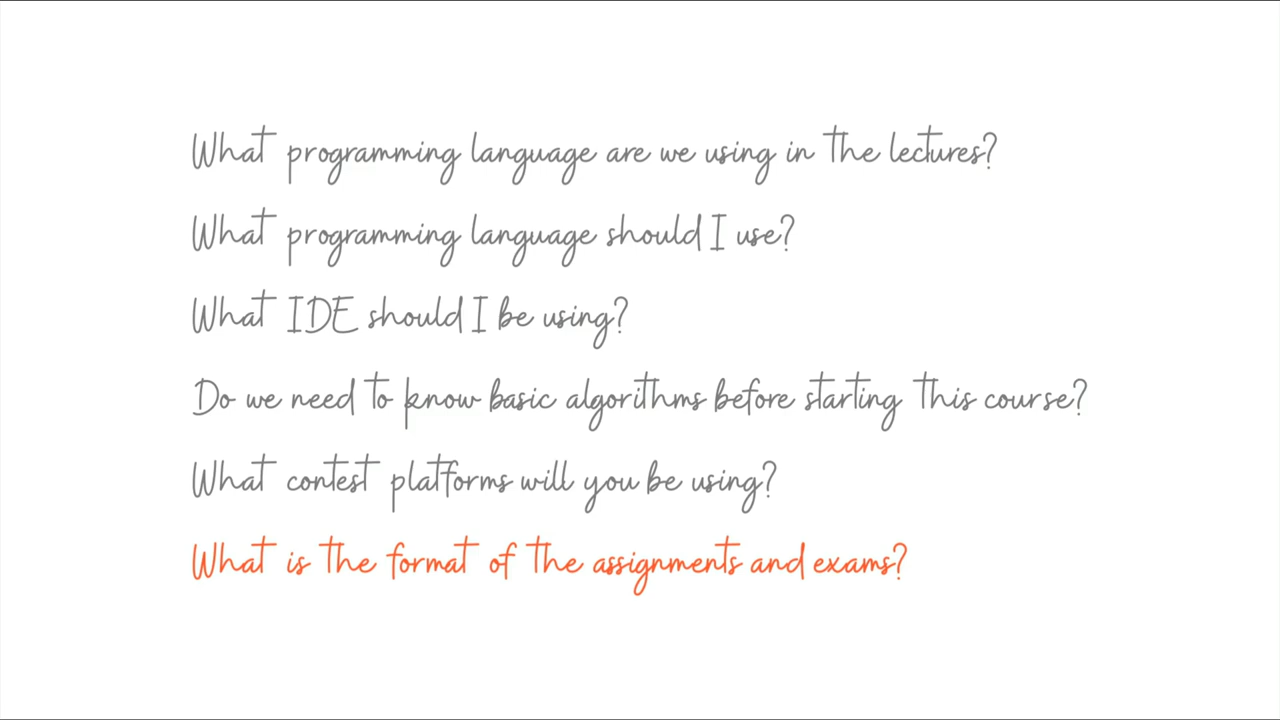 What programming language are we using in the lectures?
What programming language should I use?
What IDE should I be using?
Do we need to know basic algorithms before starting this course?
What contest platforms will you be using?
What is the format of the assignments and exams?